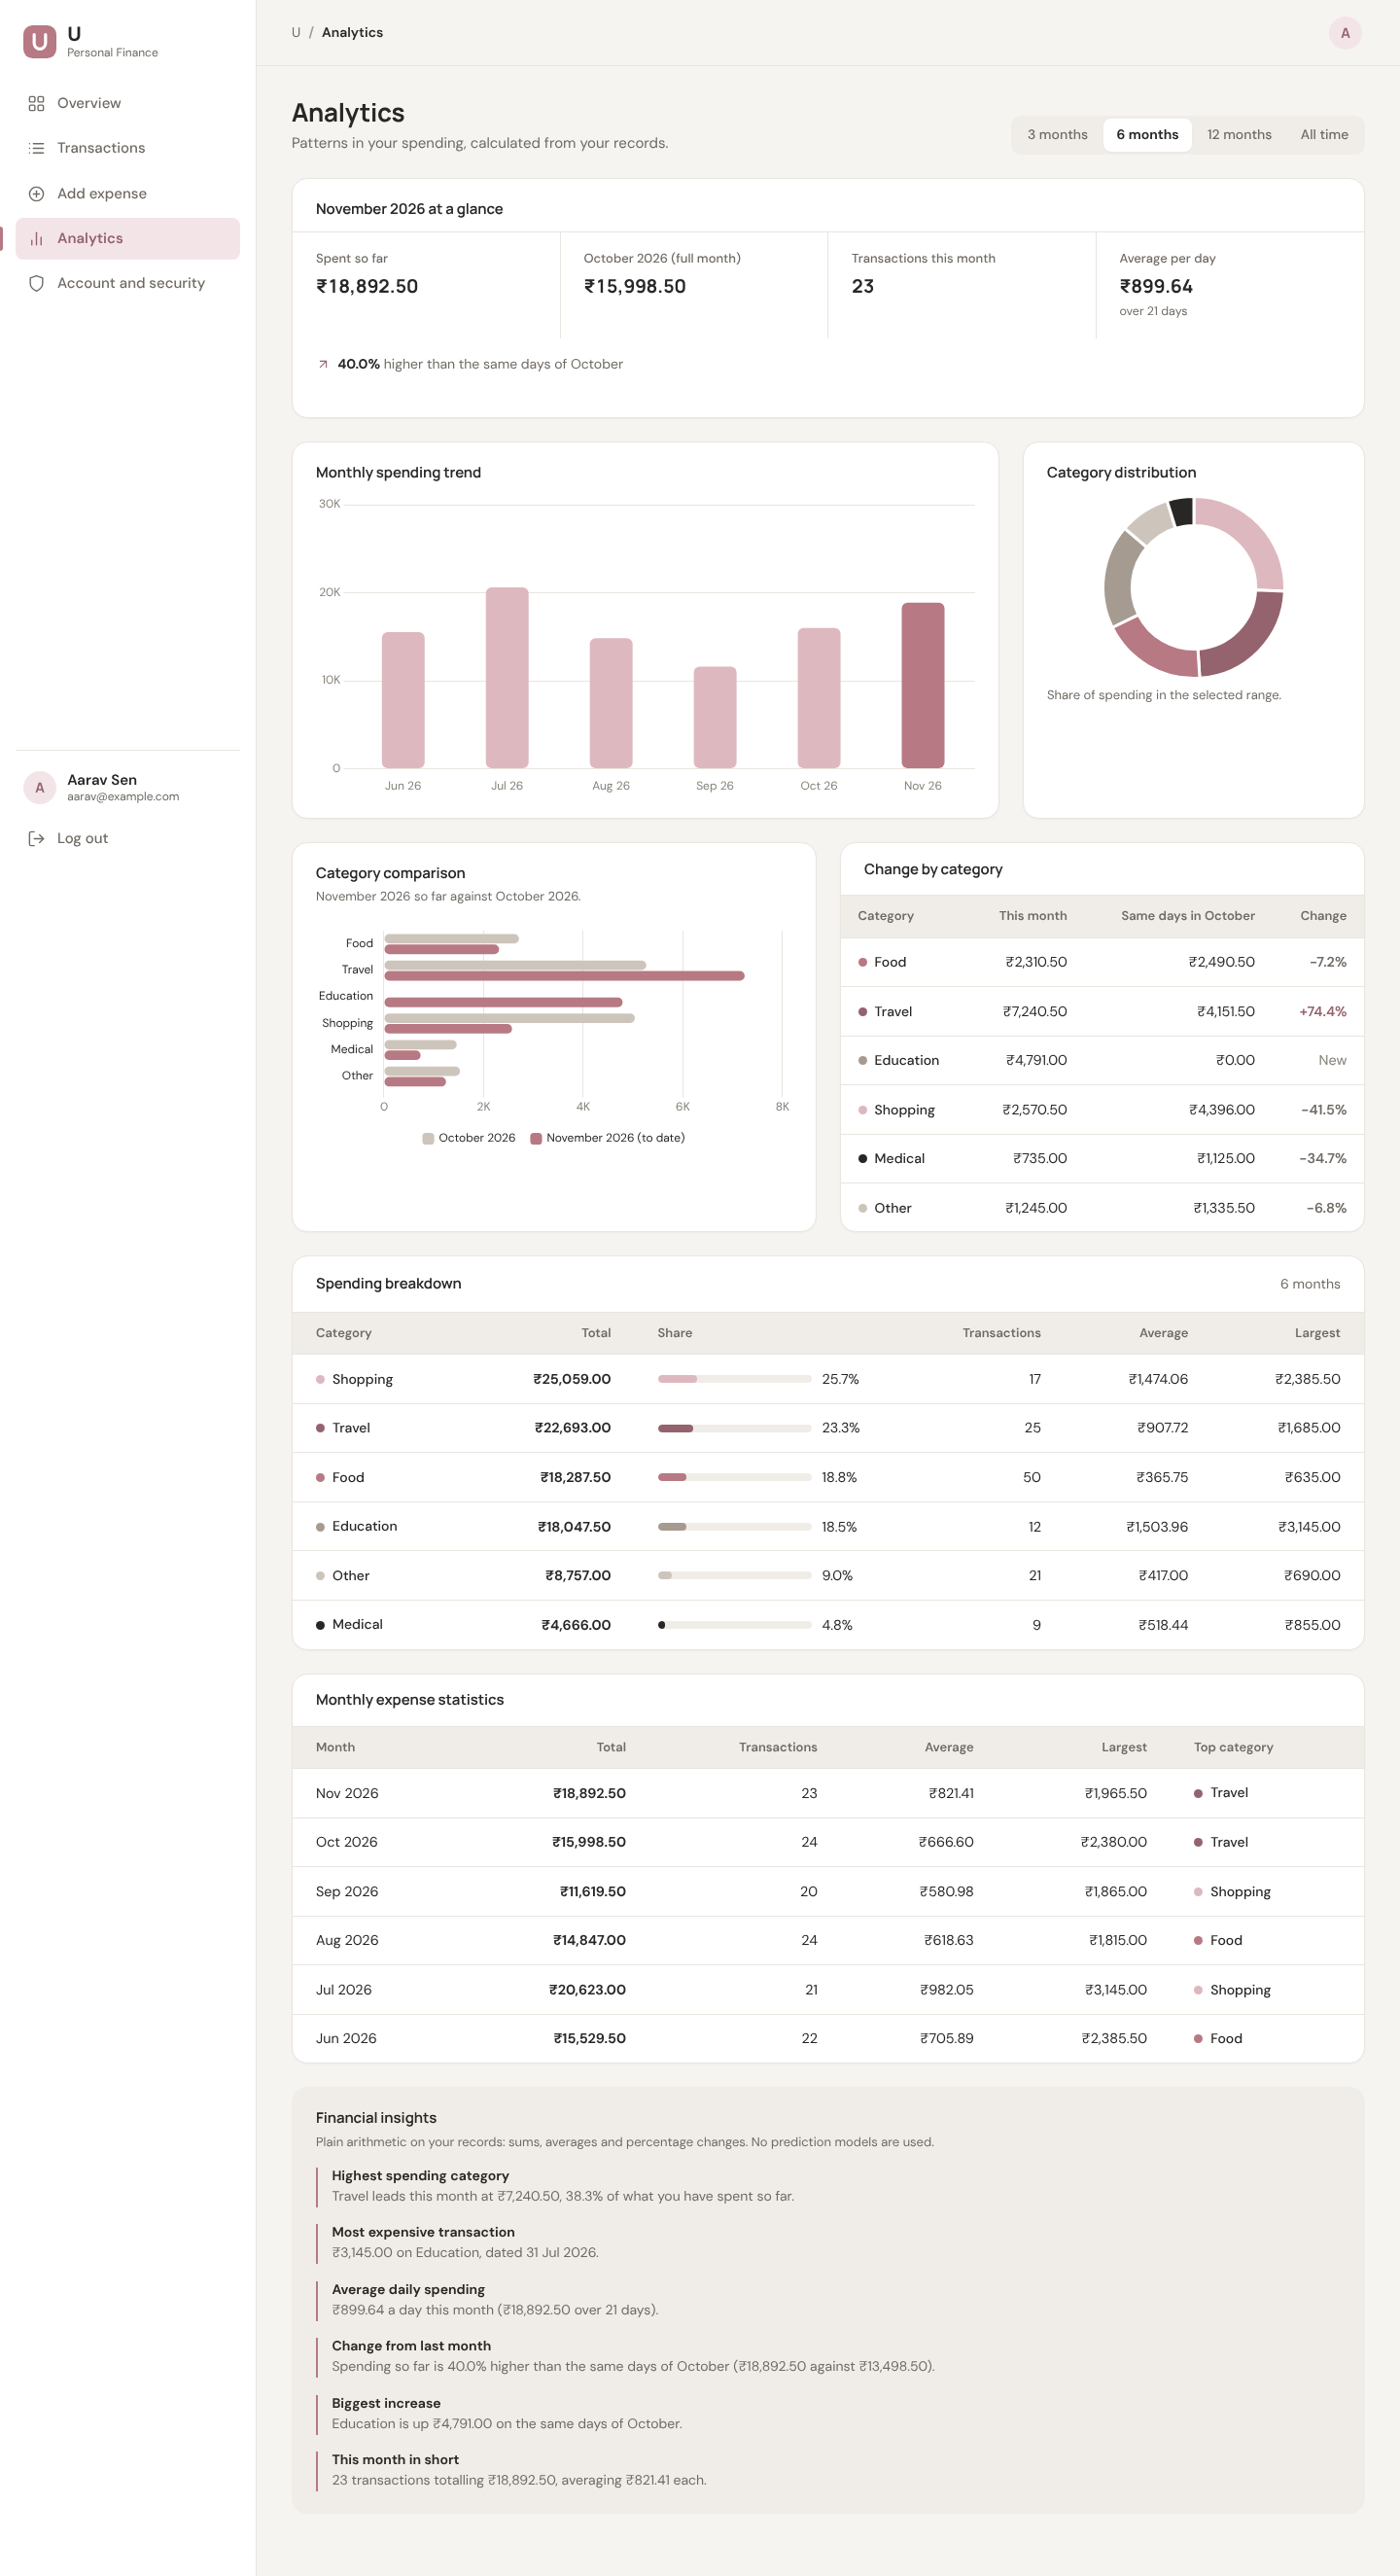 U
U
Personal Finance
Overview
Transactions
Add expense
Analytics
Account and security
A
Aarav Sen
aarav@example.com
Log out
U / Analytics
A
Analytics
Patterns in your spending, calculated from your records.
3 months 6 months 12 months All time
November 2026 at a glance
Spent so far October 2026 (full month) Transactions this month Average per day
₹18,892.50 ₹15,998.50 23 ₹899.64
over 21 days
40.0% higher than the same days of October
Monthly spending trend
30K
20K
10K
0
Jun 26 Jul 26 Aug 26 Sep 26 Oct 26 Nov 26
Category distribution
Share of spending in the selected range.
Category comparison
November 2026 so far against October 2026.
Food
Travel
Education
Shopping
Medical
Other
0 2K 4K 6K 8K
October 2026 November 2026 (to date)
Change by category
Category This month Same days in October Change
Food ₹2,310.50 ₹2,490.50 -7.2%
Travel ₹7,240.50 ₹4,151.50 +74.4%
Education ₹4,791.00 ₹0.00 New
Shopping ₹2,570.50 ₹4,396.00 -41.5%
Medical ₹735.00 ₹1,125.00 -34.7%
Other ₹1,245.00 ₹1,335.50 -6.8%
Spending breakdown 6 months
Category Total Share Transactions Average Largest
Shopping ₹25,059.00 25.7% 17 ₹1,474.06 ₹2,385.50
Travel ₹22,693.00 23.3% 25 ₹907.72 ₹1,685.00
Food ₹18,287.50 18.8% 50 ₹365.75 ₹635.00
Education ₹18,047.50 18.5% 12 ₹1,503.96 ₹3,145.00
Other ₹8,757.00 9.0% 21 ₹417.00 ₹690.00
Medical ₹4,666.00 4.8% 9 ₹518.44 ₹855.00
Monthly expense statistics
Month Total Transactions Average Largest Top category
Nov 2026 ₹18,892.50 23 ₹821.41 ₹1,965.50 Travel
Oct 2026 ₹15,998.50 24 ₹666.60 ₹2,380.00 Travel
Sep 2026 ₹11,619.50 20 ₹580.98 ₹1,865.00 Shopping
Aug 2026 ₹14,847.00 24 ₹618.63 ₹1,815.00 Food
Jul 2026 ₹20,623.00 21 ₹982.05 ₹3,145.00 Shopping
Jun 2026 ₹15,529.50 22 ₹705.89 ₹2,385.50 Food
Financial insights
Plain arithmetic on your records: sums, averages and percentage changes. No prediction models are used.
Highest spending category
Travel leads this month at ₹7,240.50, 38.3% of what you have spent so far.
Most expensive transaction
₹3,145.00 on Education, dated 31 Jul 2026.
Average daily spending
₹899.64 a day this month (₹18,892.50 over 21 days).
Change from last month
Spending so far is 40.0% higher than the same days of October (₹18,892.50 against ₹13,498.50).
Biggest increase
Education is up ₹4,791.00 on the same days of October.
This month in short
23 transactions totalling ₹18,892.50, averaging ₹821.41 each.